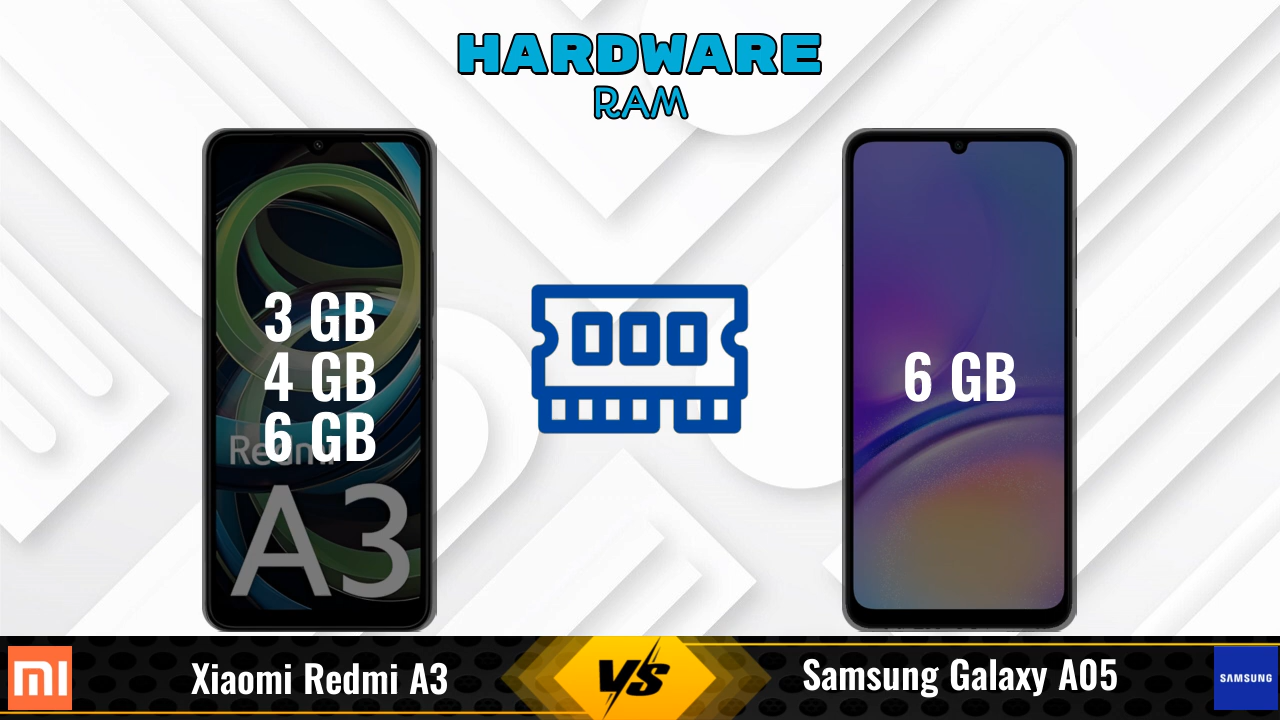 HARDWARE
RAM
3 GB
4 GB
6 GB
Redmi
A3
6 GB
Xiaomi Redmi A3
VS
Samsung Galaxy A05
SAMSUNG